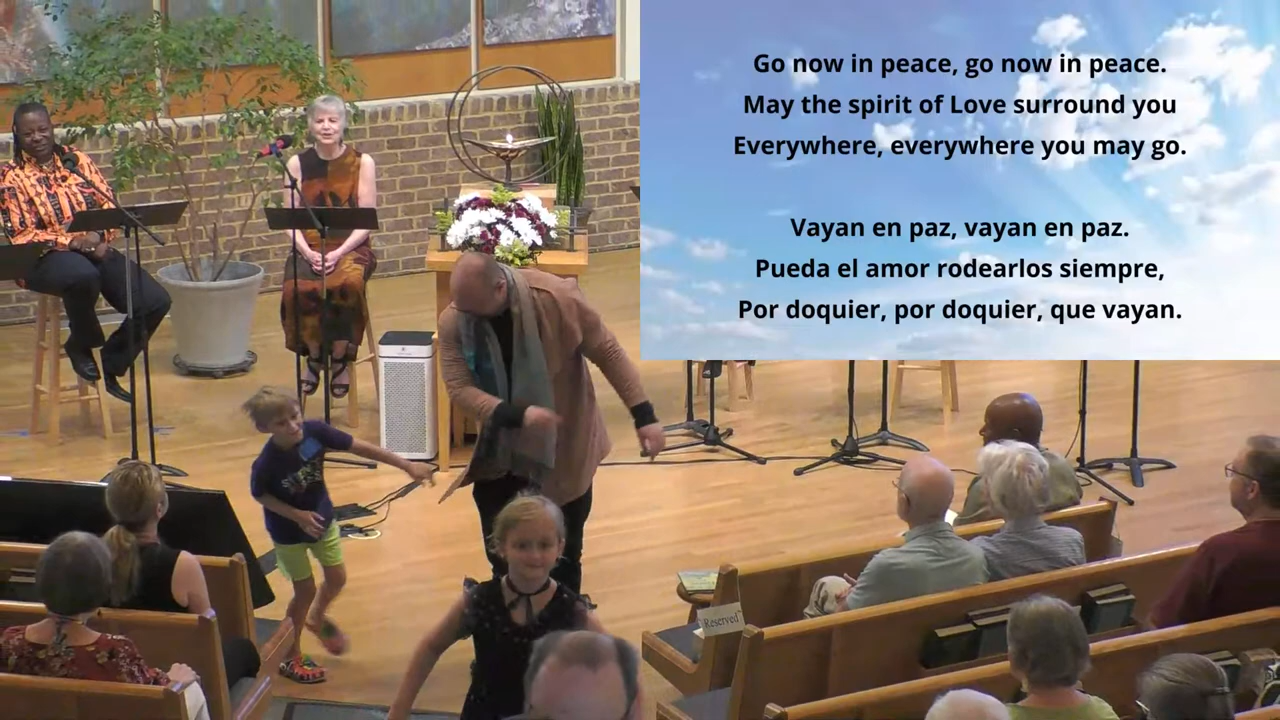 Go now in peace, go now in peace.
May the spirit of Love surround you
Everywhere, everywhere you may go.
Vayan en paz, vayan en paz.
Pueda el amor rodearlos siempre,
Por doquier, por doquier, que vayan.
Reserved